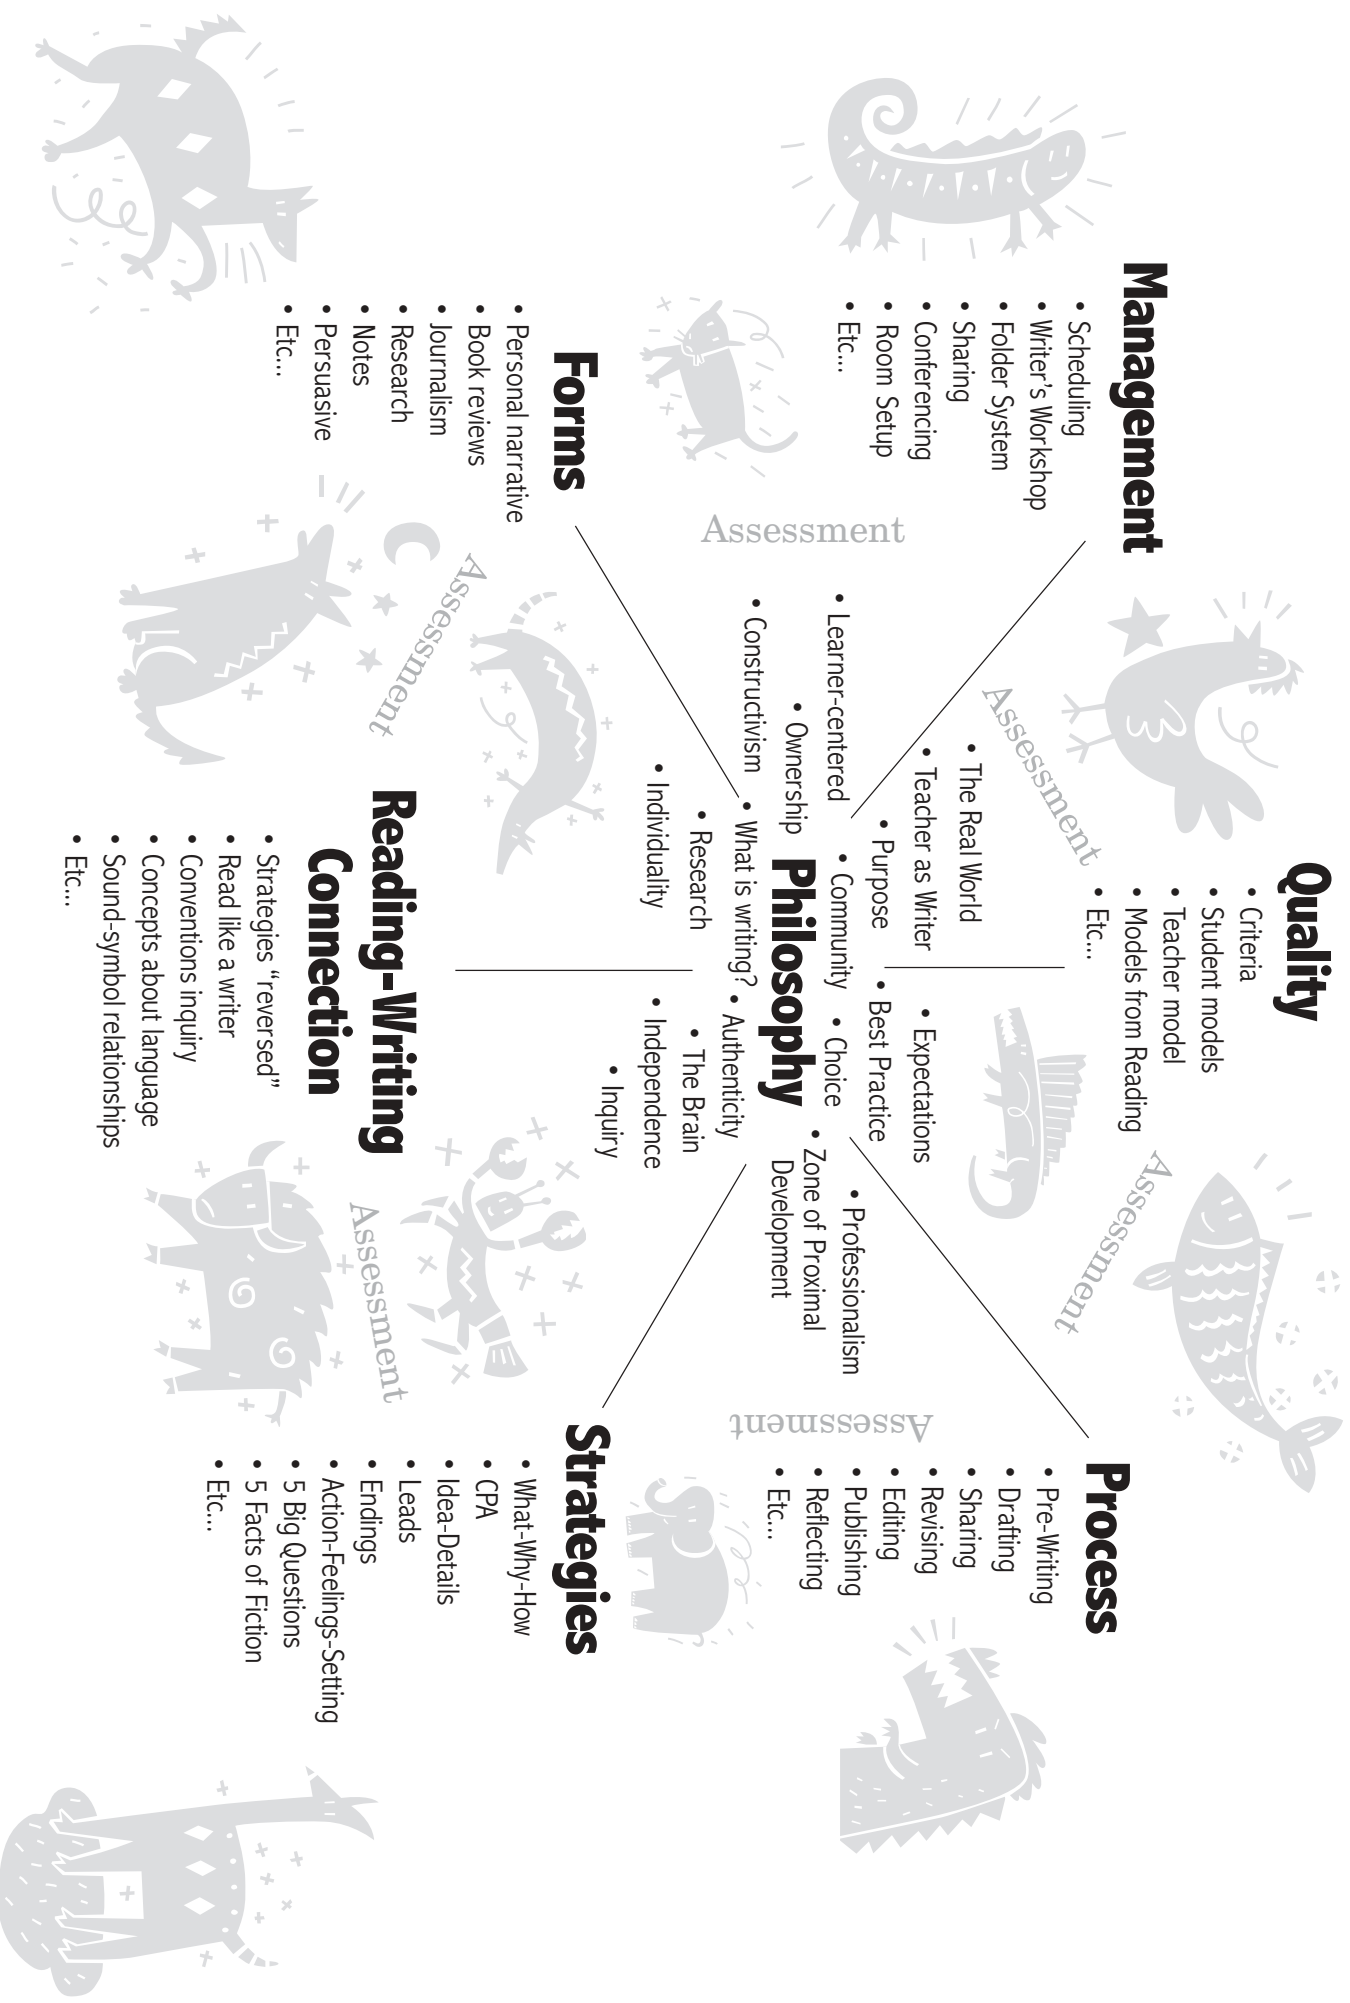 Management
• Scheduling
• Writer's Workshop
• Folder System
• Sharing
• Conferencing
• Room Setup
• Etc...
Quality
• Criteria
• Student models
• Teacher model
• Models from Reading
• Etc...
Process
• Pre-Writing
• Drafting
• Sharing
• Revising
• Editing
• Publishing
• Reflecting
• Etc...
Assessment
Assessment
Assessment
Assessment
• The Real World
• Teacher as Writer
• Purpose
• Community
• Expectations
• Best Practice
• Choice
• Learner-centered
• Ownership
• Constructivism
• Professionalism
• Zone of Proximal
Development
Philosophy
• What is writing?
• Research
• Individuality
• Authenticity
• The Brain
• Independence
• Inquiry
Forms
• Personal narrative
• Book reviews
• Journalism
• Research
• Notes
• Persuasive
• Etc...
Assessment
Reading-Writing
Connection
• Strategies “reversed”
• Read like a writer
• Conventions inquiry
• Concepts about language
• Sound-symbol relationships
• Etc...
Assessment
Strategies
• What-Why-How
• CPA
• Idea-Details
• Leads
• Endings
• Action-Feelings-Setting
• 5 Big Questions
• 5 Facts of Fiction
• Etc...